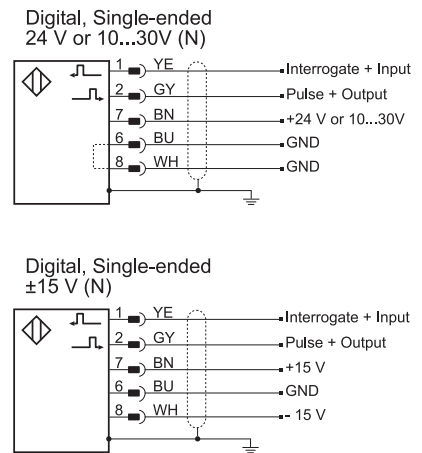 Digital, Single-ended
24 V or 10...30V (N)
1 YE Interrogate + Input
2 GY Pulse + Output
7 BN +24 V or 10...30V
6 BU GND
8 WH GND
Digital, Single-ended
±15 V (N)
1 YE Interrogate + Input
2 GY Pulse + Output
7 BN +15 V
6 BU GND
8 WH - 15 V